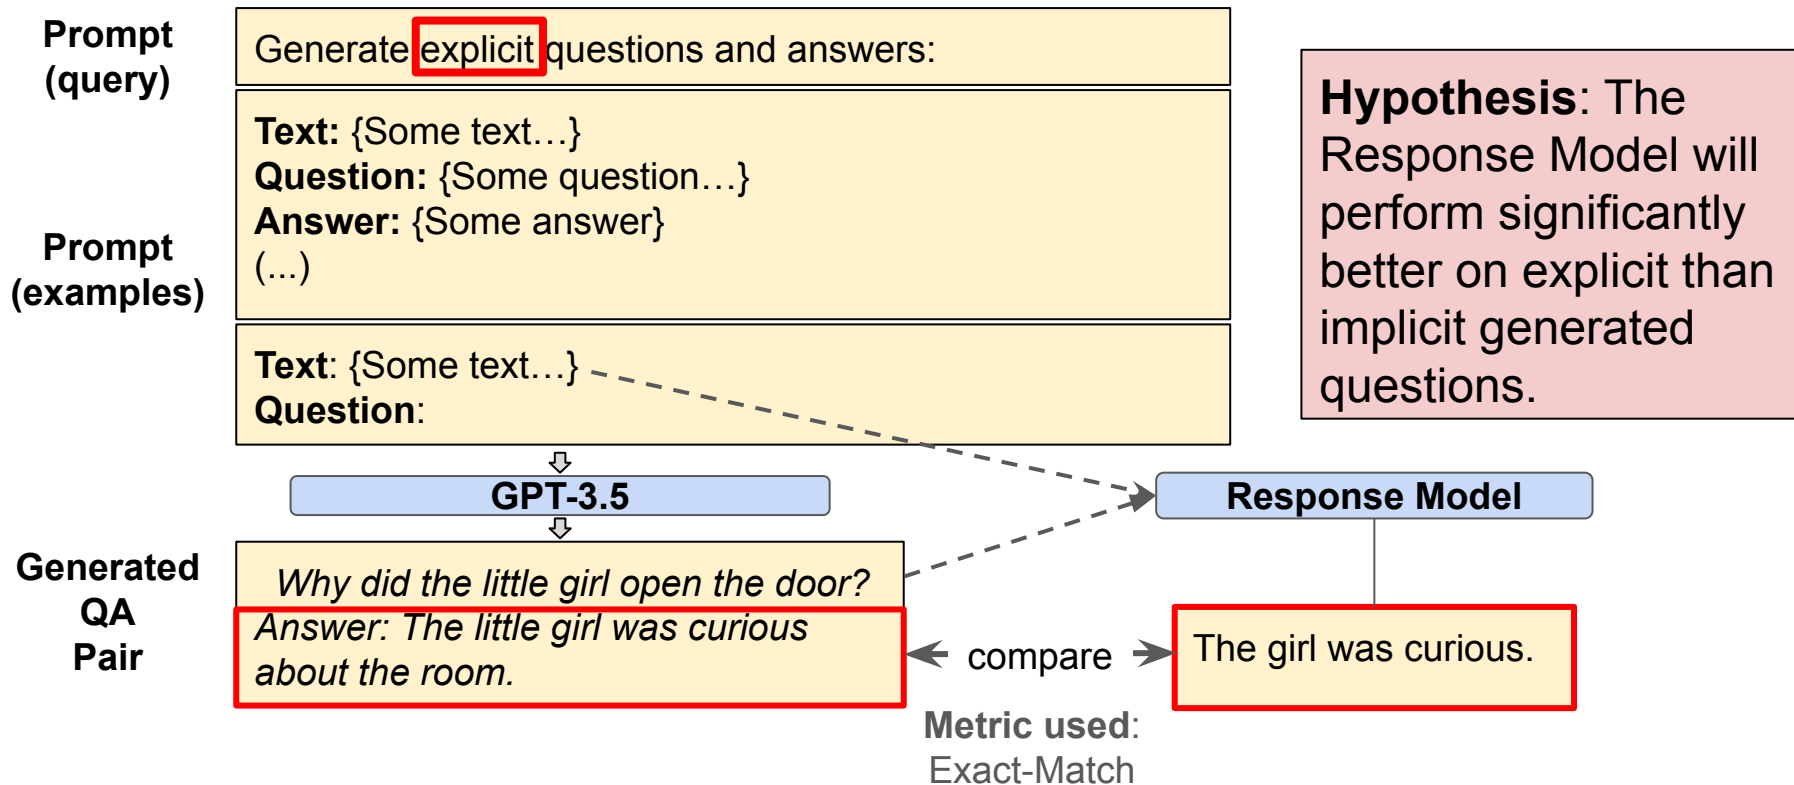 Prompt
(query)
Generate explicit questions and answers:
Prompt
(examples)
Text: {Some text…}
Question: {Some question…}
Answer: {Some answer}
(...)
Text: {Some text…}
Question:
Hypothesis: The
Response Model will
perform significantly
better on explicit than
implicit generated
questions.
GPT-3.5
Response Model
Generated
QA
Pair
Why did the little girl open the door?
Answer: The little girl was curious
about the room.
compare
The girl was curious.
Metric used:
Exact-Match